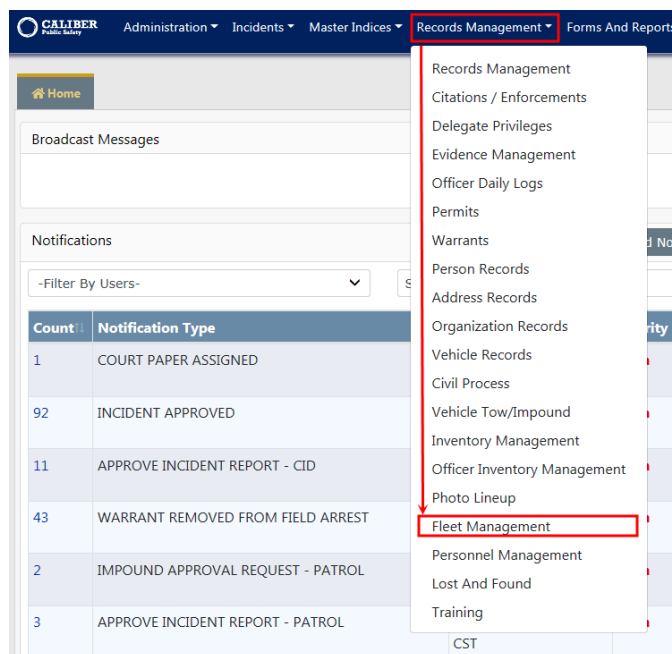 CALIBER
Public Safety
Administration
Incidents
Master Indices
Records Management
Forms And Reports
Home
Broadcast Messages
Notifications
-Filter By Users-
S
Count
Notification Type
1
COURT PAPER ASSIGNED
92
INCIDENT APPROVED
11
APPROVE INCIDENT REPORT - CID
43
WARRANT REMOVED FROM FIELD ARREST
2
IMPOUND APPROVAL REQUEST - PATROL
3
APPROVE INCIDENT REPORT - PATROL
CST
Records Management
Citations / Enforcements
Delegate Privileges
Evidence Management
Officer Daily Logs
Permits
Warrants
Person Records
Address Records
Organization Records
Vehicle Records
Civil Process
Vehicle Tow/Impound
Inventory Management
Officer Inventory Management
Photo Lineup
Fleet Management
Personnel Management
Lost And Found
Training
d No
rity